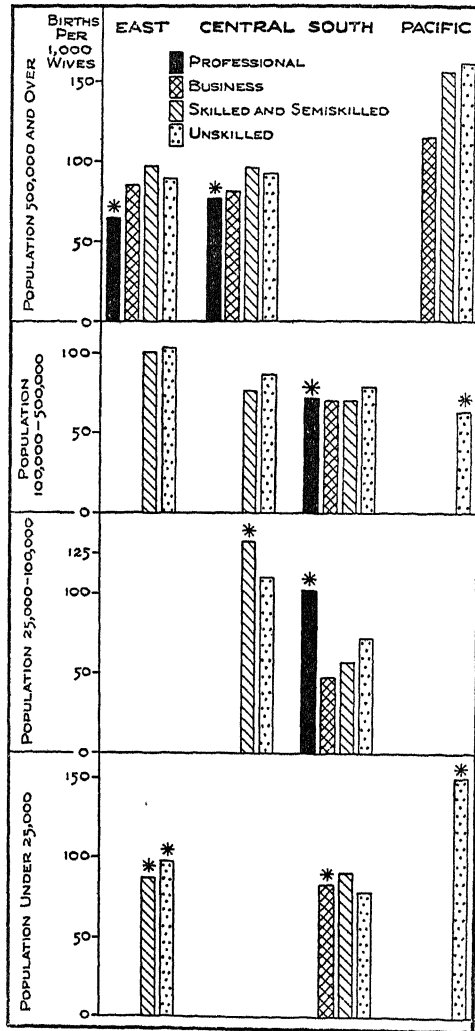 BIRTHS PER 1,000 WIVES
EAST CENTRAL SOUTH PACIFIC
PROFESSIONAL
BUSINESS
SKILLED AND SEMISKILLED
UNSKILLED
POPULATION 500,000 AND OVER
150
100
50
0
*
*
POPULATION 100,000-500,000
100
50
0
*
*
POPULATION 25,000-100,000
125
100
50
0
*
*
POPULATION UNDER 25,000
150
100
50
0
*
*
*
*